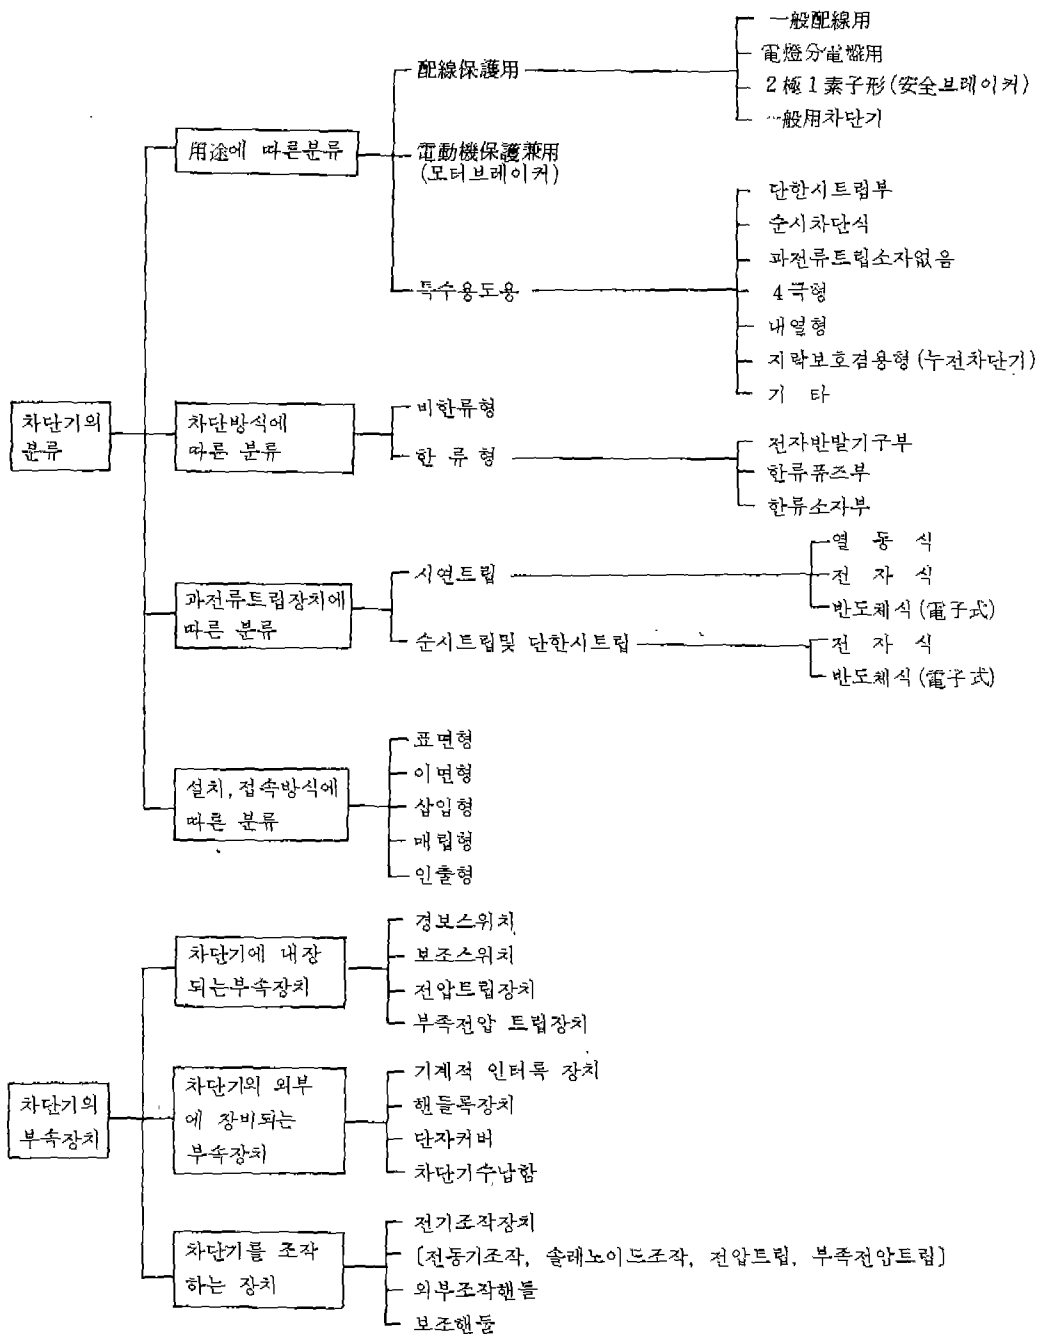 차단기의
분류
用途에 따른분류
配線保護用
一般配線用
電燈分電盤用
2極1素子形(安全브레이커)
一般用차단기
電動機保護兼用
(모터브레이커)
특수용도용
단한시트립부
순시차단식
과전류트립소자없음
4극형
내열형
지락보호겸용형(누전차단기)
기 타
차단방식에
따른 분류
비한류형
한 류 형
전자반발기구부
한류퓨즈부
한류소자부
과전류트립장치에
따른 분류
시연트립
열 동 식
전 자 식
반도체식(電子式)
순시트립및 단한시트립
전 자 식
반도체식(電子式)
설치,접속방식에
따른 분류
표면형
이면형
삽입형
매립형
인출형
차단기의
부속장치
차단기에 내장
되는부속장치
경보스위치
보조스위치
전압트립장치
부족전압 트립장치
차단기의 외부
에 장비되는
부속장치
기계적 인터록 장치
핸들록장치
단자커버
차단기수납함
차단기를 조작
하는 장치
전기조작장치
[전동기조작, 솔레노이드조작, 전압트립, 부족전압트립]
외부조작핸들
보조핸들